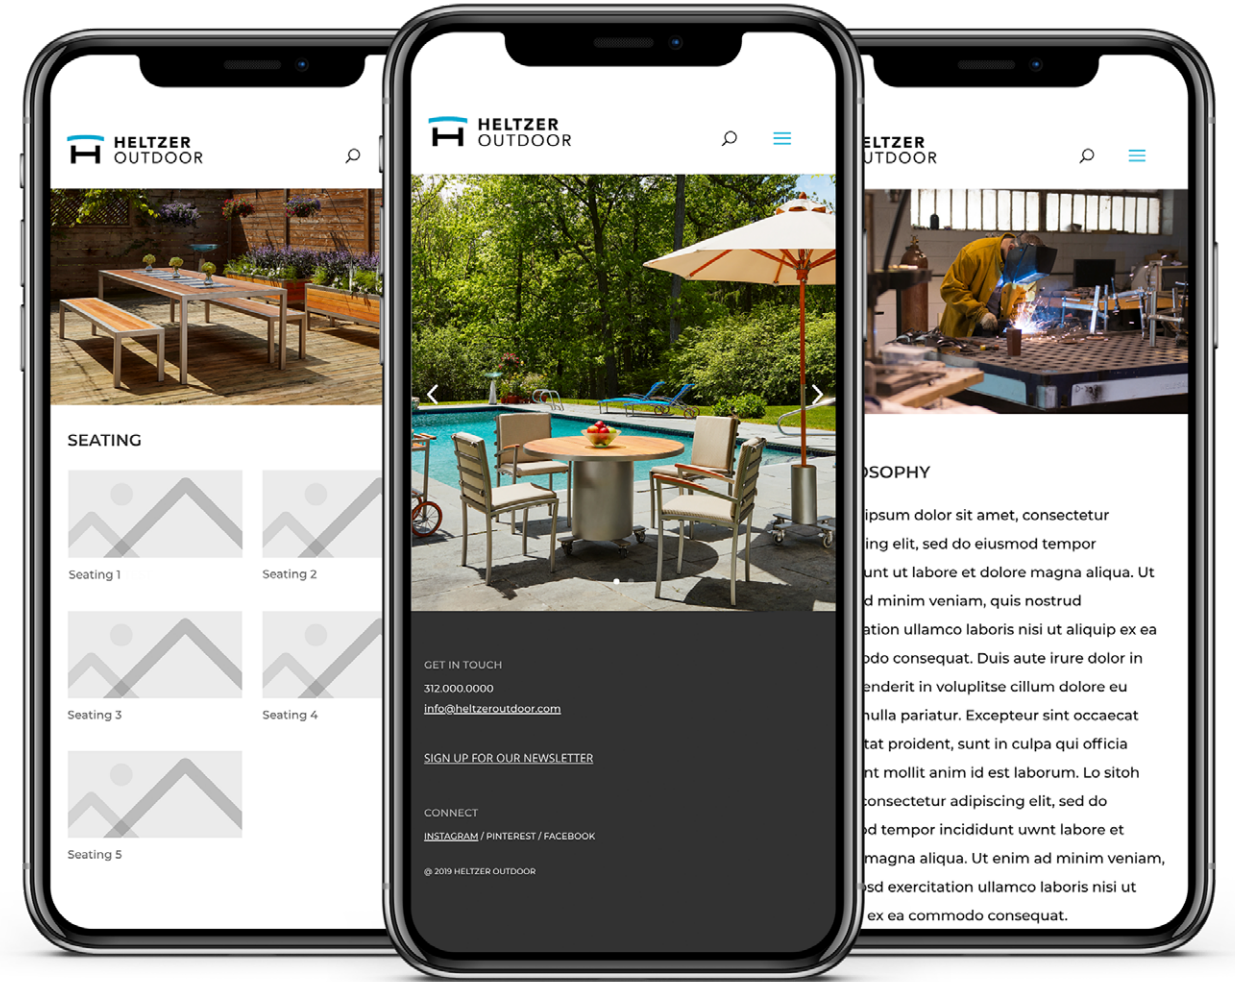 HELTZER
OUTDOOR
SEATING
Seating 1
Seating 2
Seating 3
Seating 4
Seating 5
HELTZER
OUTDOOR
GET IN TOUCH
312.000.0000
info@heltzeroutdoor.com
SIGN UP FOR OUR NEWSLETTER
CONNECT
INSTAGRAM / PINTEREST / FACEBOOK
@ 2019 HELTZER OUTDOOR
ELTZER
UTDOOR
OSOPHY
ipsum dolor sit amet, consectetur
ing elit, sed do eiusmod tempor
unt ut labore et dolore magna aliqua. Ut
d minim veniam, quis nostrud
ation ullamco laboris nisi ut aliquip ex ea
odo consequat. Duis aute irure dolor in
enderit in voluplitse cillum dolore eu
nulla pariatur. Excepteur sint occaecat
tat proident, sunt in culpa qui officia
nt mollit anim id est laborum. Lo sitoh
consectetur adipiscing elit, sed do
od tempor incididunt uwnt labore et
magna aliqua. Ut enim ad minim veniam,
osd exercitation ullamco laboris nisi ut
ex ea commodo consequat.